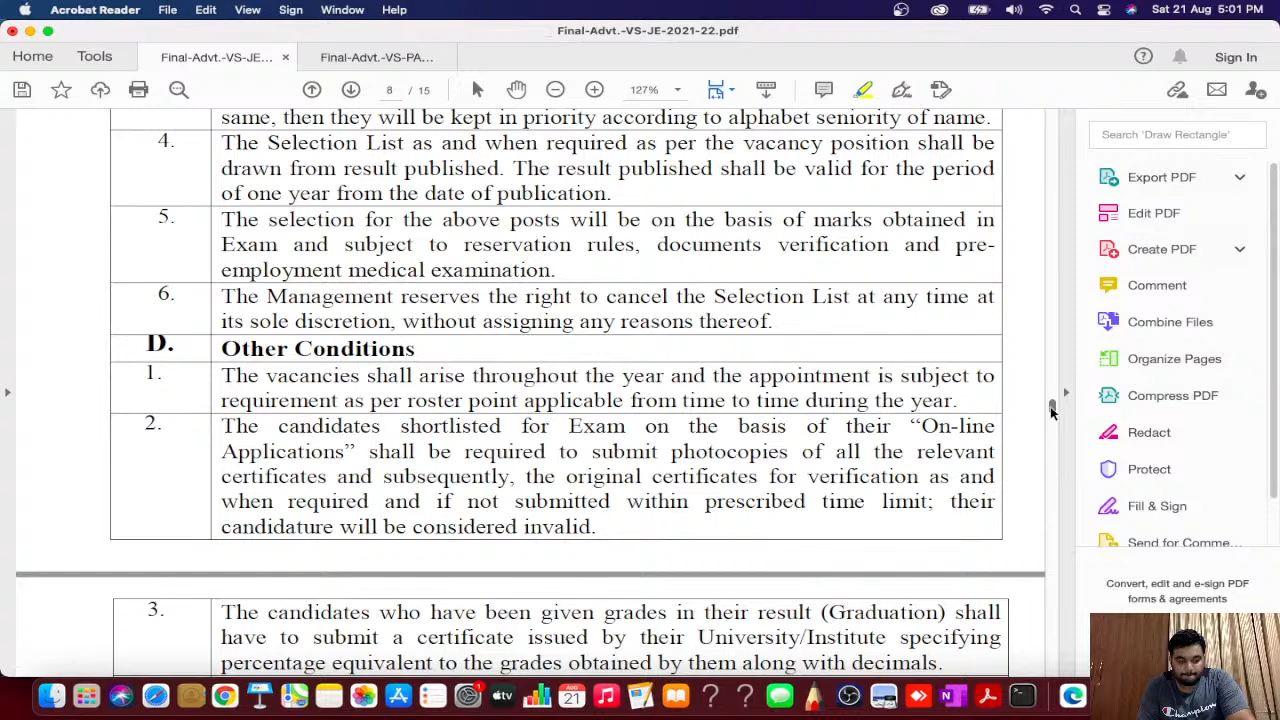 Acrobat Reader File Edit View Sign Window Help Sat 21 Aug 5:01 PM
Final-Advt.-VS-JE-2021-22.pdf
Home Tools Final-Advt.-VS-JE... × Final-Advt.-VS-PA... Sign In
8 / 15 127%
same, then they will be kept in priority according to alphabet seniority of name.
4. The Selection List as and when required as per the vacancy position shall be
drawn from result published. The result published shall be valid for the period
of one year from the date of publication.
5. The selection for the above posts will be on the basis of marks obtained in
Exam and subject to reservation rules, documents verification and pre-
employment medical examination.
6. The Management reserves the right to cancel the Selection List at any time at
its sole discretion, without assigning any reasons thereof.
D. Other Conditions
1. The vacancies shall arise throughout the year and the appointment is subject to
requirement as per roster point applicable from time to time during the year.
2. The candidates shortlisted for Exam on the basis of their “On-line
Applications” shall be required to submit photocopies of all the relevant
certificates and subsequently, the original certificates for verification as and
when required and if not submitted within prescribed time limit; their
candidature will be considered invalid.
3. The candidates who have been given grades in their result (Graduation) shall
have to submit a certificate issued by their University/Institute specifying
percentage equivalent to the grades obtained by them along with decimals.
Search 'Draw Rectangle'
Export PDF
Edit PDF
Create PDF
Comment
Combine Files
Organize Pages
Compress PDF
Redact
Protect
Fill & Sign
Send for Comme...
Convert, edit and e-sign PDF
forms & agreements
AUG
21
tv
Champion